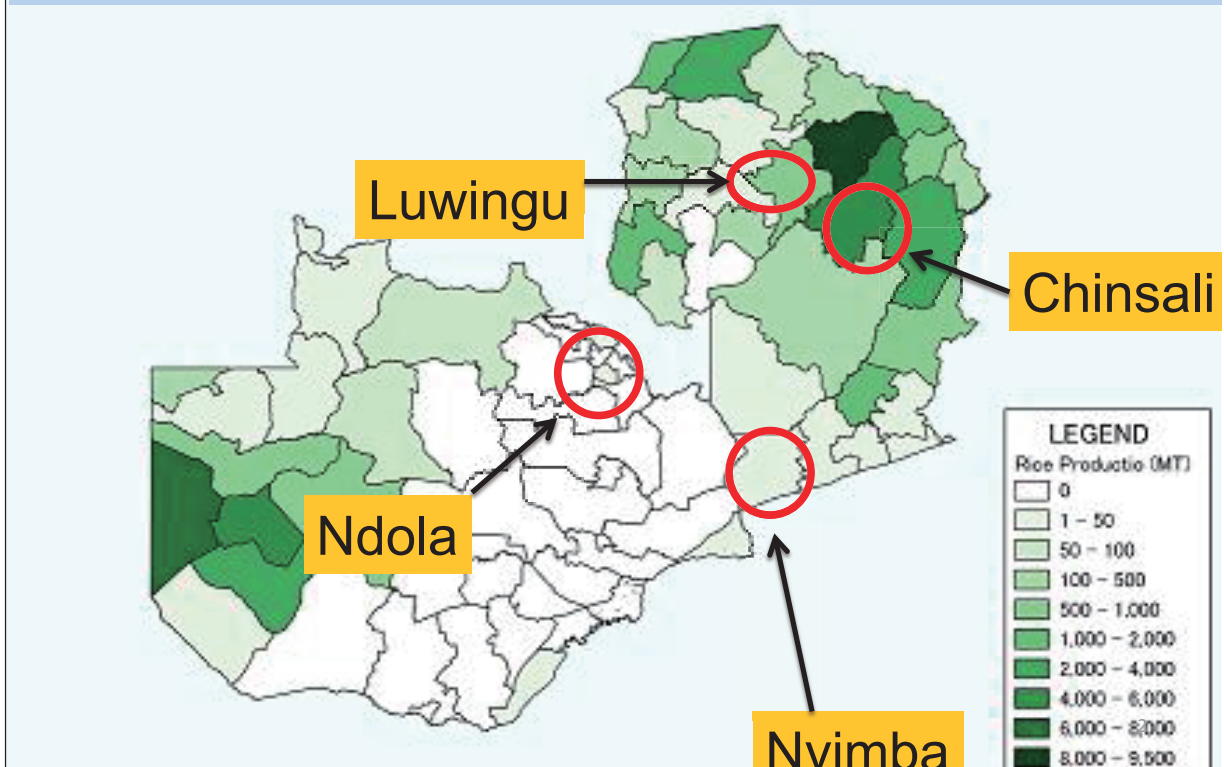 Luwingu
Chinsali
Ndola
Nyimba
LEGEND
Rice Productio (MT)
0
1 - 50
50 - 100
100 - 500
500 - 1,000
1,000 - 2,000
2,000 - 4,000
4,000 - 6,000
6,000 - 8,000
8,000 - 9,500